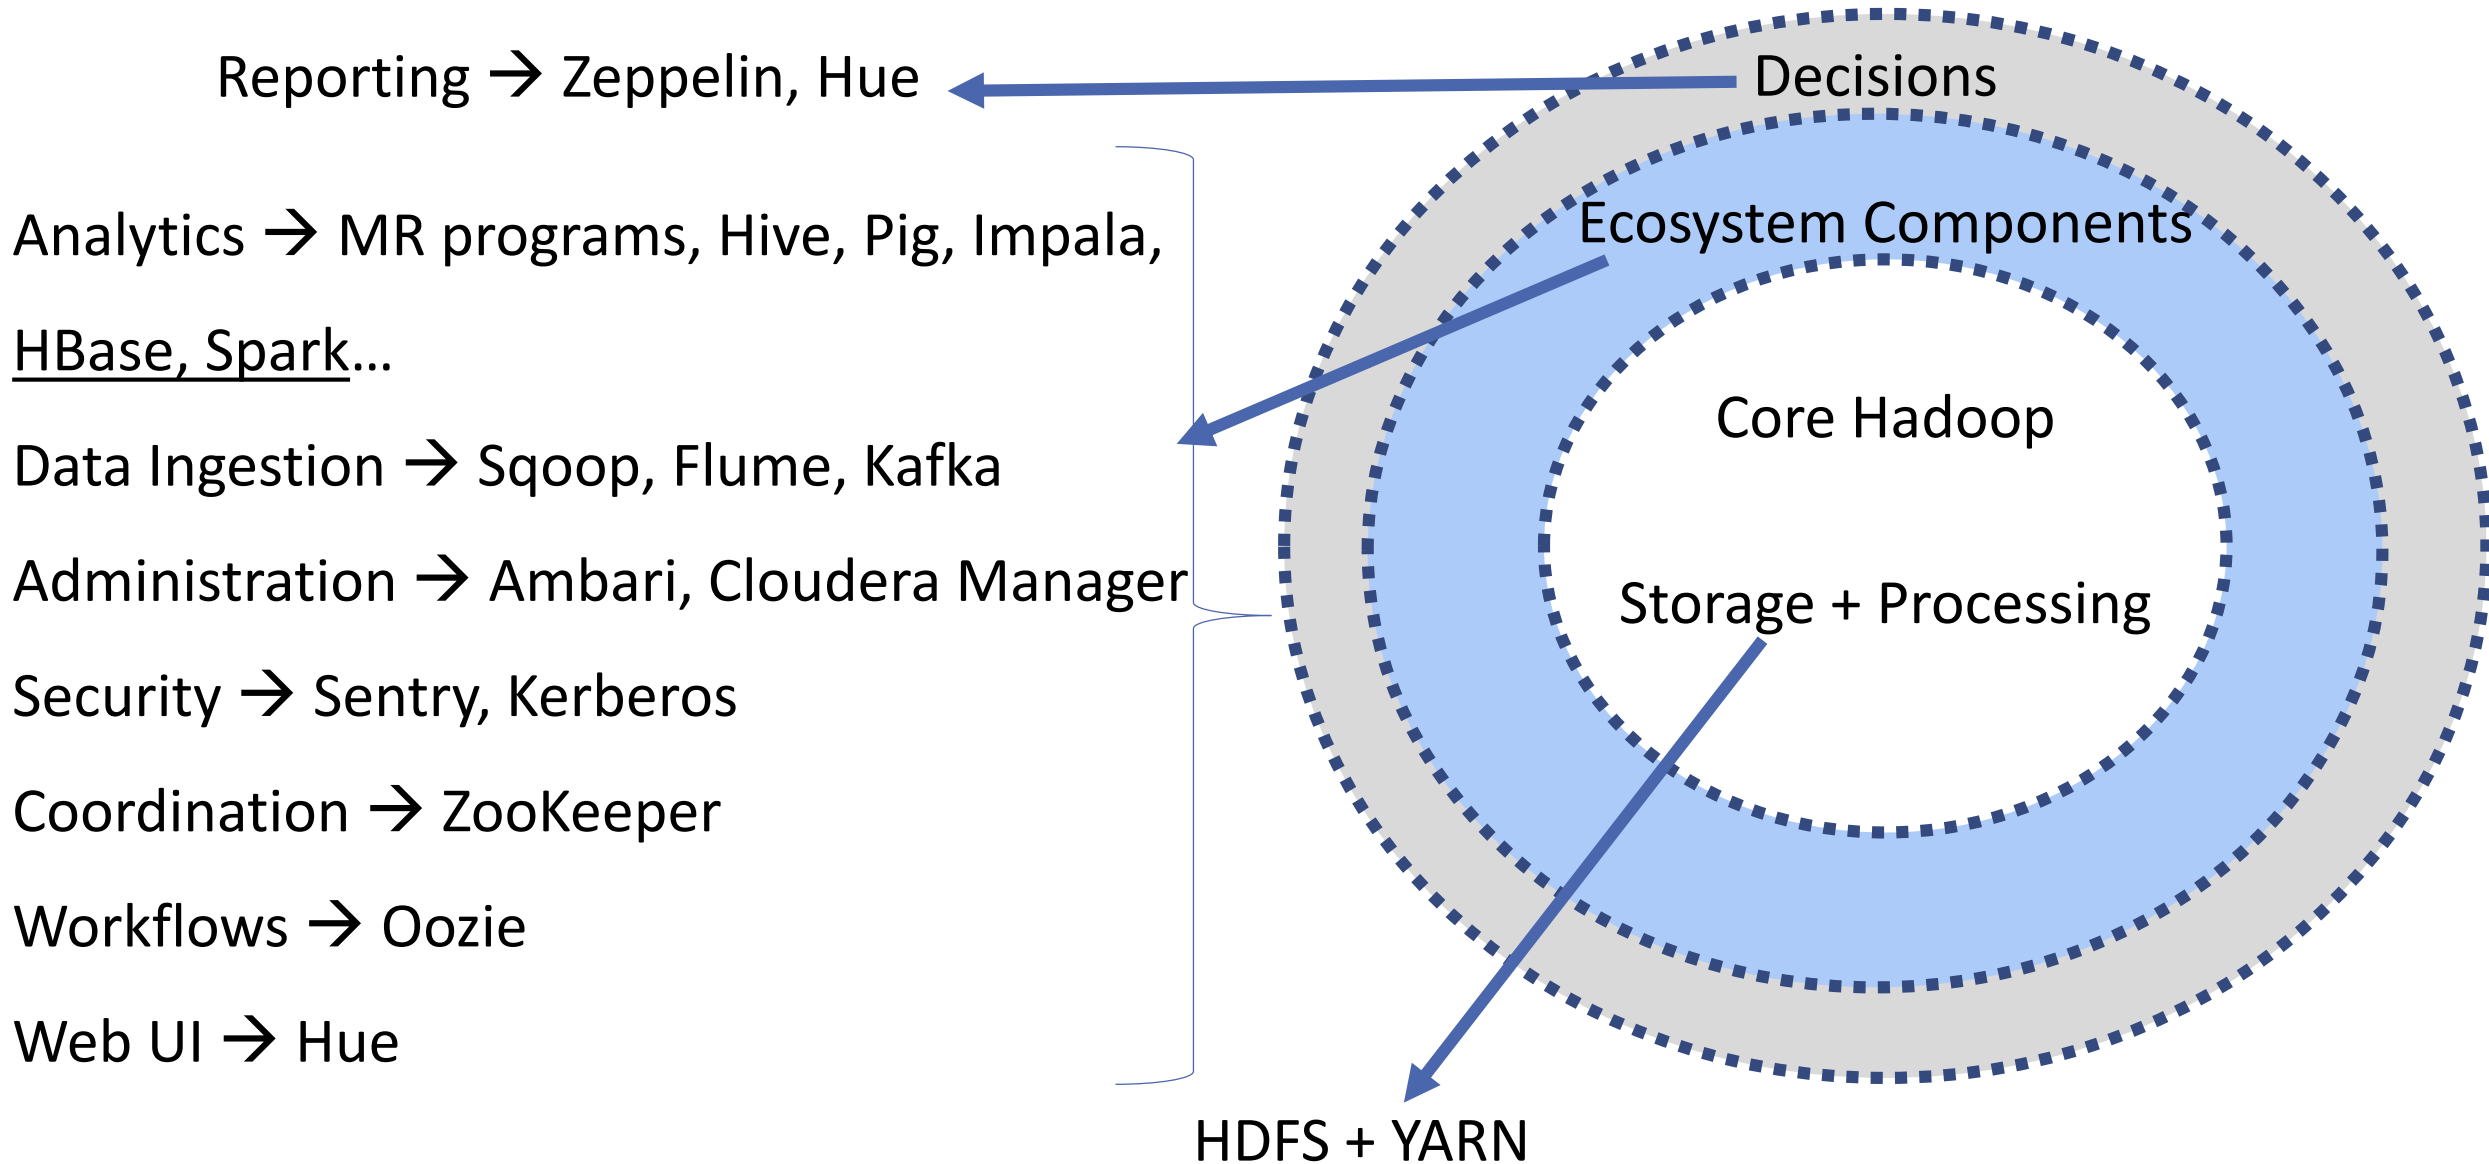 Reporting → Zeppelin, Hue
Decisions
Analytics → MR programs, Hive, Pig, Impala,
HBase, Spark...
Data Ingestion → Sqoop, Flume, Kafka
Administration → Ambari, Cloudera Manager
Security → Sentry, Kerberos
Coordination → ZooKeeper
Workflows → Oozie
Web UI → Hue
Ecosystem Components
Core Hadoop
Storage + Processing
HDFS + YARN